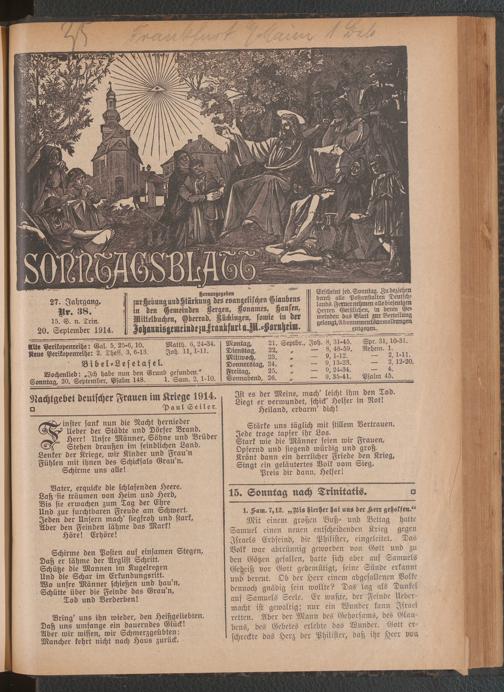 35 Frankfurt
SONNTAGSBLATT
27. Jahrgang.
Nr. 38.
15. S. n. Trin.
20. September 1914.
Herausgegeben
zur Hebung und Stärkung des evangelischen Glaubens
in den Gemeinden Bergen, Bonames, Hausen,
Mittelbuchen, Oberrad, Rüchingen, sowie in der
Johannisgemeinde zu Frankfurt a. M.-Bornheim.
Erscheint jed. Sonntag. Zu beziehen
durch alle Postanstalten Deutsch-
lands. Ferner nehmen alle die einzelnen
Herren Geistlichen, in deren Ge-
meinden das Blatt zur Verteilung
gelangt, Abonnementsanmeldungen
entgegen.
Alte Perikopenreihe: Gal. 5, 25-6, 10. Matth. 6, 24-34.
Neue Perikopenreihe: 2. Thess. 3, 6-13. Joh. 11, 1-11.
Bibel-Lesetafel.
Wochenlied: „Ich habe nun den Grund gefunden."
Sonntag, 20. September, Psalm 148. 2. Sam. 2, 1-10.
Montag, 21. Septbr., Joh. 8, 31-45. Spr. 31, 10-31.
Dienstag, 22. „ — 8, 48-59. Nehem. 1.
Mittwoch, 23. „ — 9, 1-12. — 2, 1-11.
Donnerstag, 24. „ — 9, 13-23. — 2, 12-20.
Freitag, 25. „ — 9, 24-34. — 4.
Sonnabend, 26. „ — 9, 35-41. Psalm 45.
Nachtgebet deutscher Frauen im Kriege 1914.
Paul Seiler.
Finster sank nun die Nacht hernieder
Ueber der Städte und Dörfer Brand.
Herr! Unsre Männer, Söhne und Brüder
Stehen draußen im feindlichen Land.
Lenker der Kriege, wir Kinder und Frau'n
Fühlen mit ihnen des Schicksals Grau'n.
Schirme uns alle!
Vater, erquicke die schlafenden Heere.
Laß sie träumen von Heim und Herd,
Bis sie erwachen zum Tag der Ehre
Und zur furchtbaren Freude am Schwert.
Jeden der Unsern mach' siegfroh und stark,
Aber den Feinden lähme das Mark!
Höre! Erhöre!
Schirme den Posten auf einsamen Stegen,
Daß er lähme der Arglist Schritt.
Schütze die Mannen im Kugelregen
Und die Schar im Erkundungsritt.
Wo unsre Männer schießen und hau'n,
Schütte über die Feinde das Grau'n,
Tod und Verderben!
Bring' uns ihn wieder, den Heißgeliebten.
Daß uns umfange ein dauerndes Glück!
Aber wir wissen, wir Schmerzgeübten:
Mancher kehrt nicht nach Haus zurück.
Ist es der Meine, mach' leicht ihm den Tod.
Liegt er verwundet, schick' Helfer in Not!
Heiland, erbarm' dich!
Stärke uns täglich mit stillem Vertrauen.
Jede trage tapfer ihr Los.
Stark wie die Männer seien wir Frauen,
Opfernd und siegend würdig und groß.
Krönt dann ein herrlicher Friede den Krieg,
Singt ein geläutertes Volk vom Sieg.
Preis dir dann, Helfer!
15. Sonntag nach Trinitatis.
1. Sam. 7, 12. „Bis hierher hat uns der Herr geholfen."
Mit einem großen Buß- und Bettag hatte
Samuel einen neuen entscheidenden Krieg gegen
Israels Erbfeind, die Philister, eingeleitet. Das
Volk war abtrünnig geworden von Gott und zu
den Götzen gefallen, hatte sich aber auf Samuels
Geheiß vor Gott gedemütigt, seine Sünde erkannt
und bereut. Ob der Herr einem abgefallenen Volke
dennoch gnädig sein wollte? Das lag als Dunkel
auf Samuels Seele. Er wußte, der Feinde Ueber-
macht ist gewaltig; nur ein Wunder kann Israel
retten. Aber der Mann des Gehorsams, des Glau-
bens, des Gebetes erlebte das Wunder. Gott er-
schreckte das Herz der Philister, daß ihr Heer von